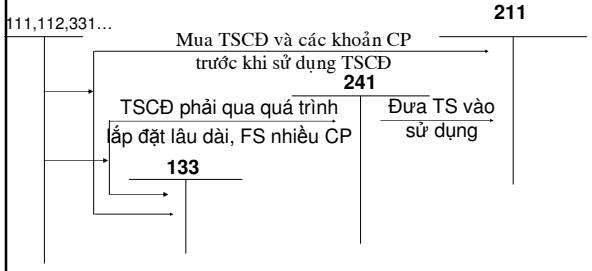 211
111,112,331…
Mua TSCĐ và các khoản CP
trước khi sử dụng TSCĐ
241
TSCĐ phải qua quá trình
lắp đặt lâu dài, FS nhiều CP
Đưa TS vào
sử dụng
133